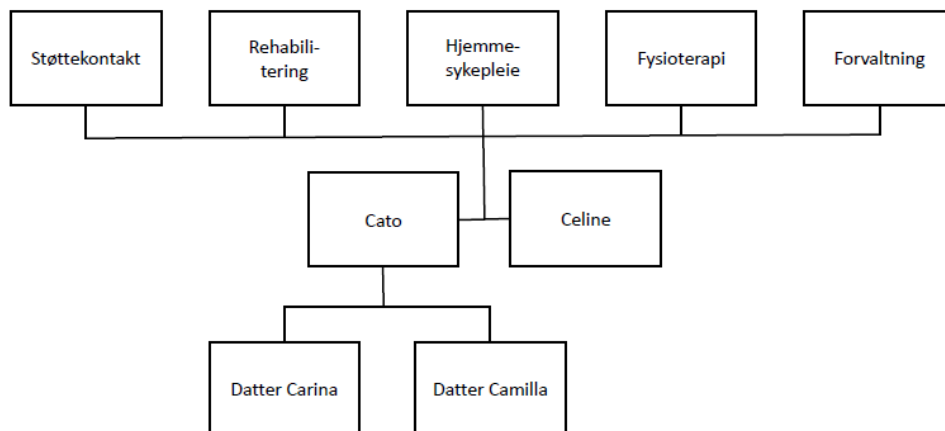 Støttekontakt
Rehabili-
tering
Hjemme-
sykepleie
Fysioterapi
Forvaltning
Cato
Celine
Datter Carina
Datter Camilla